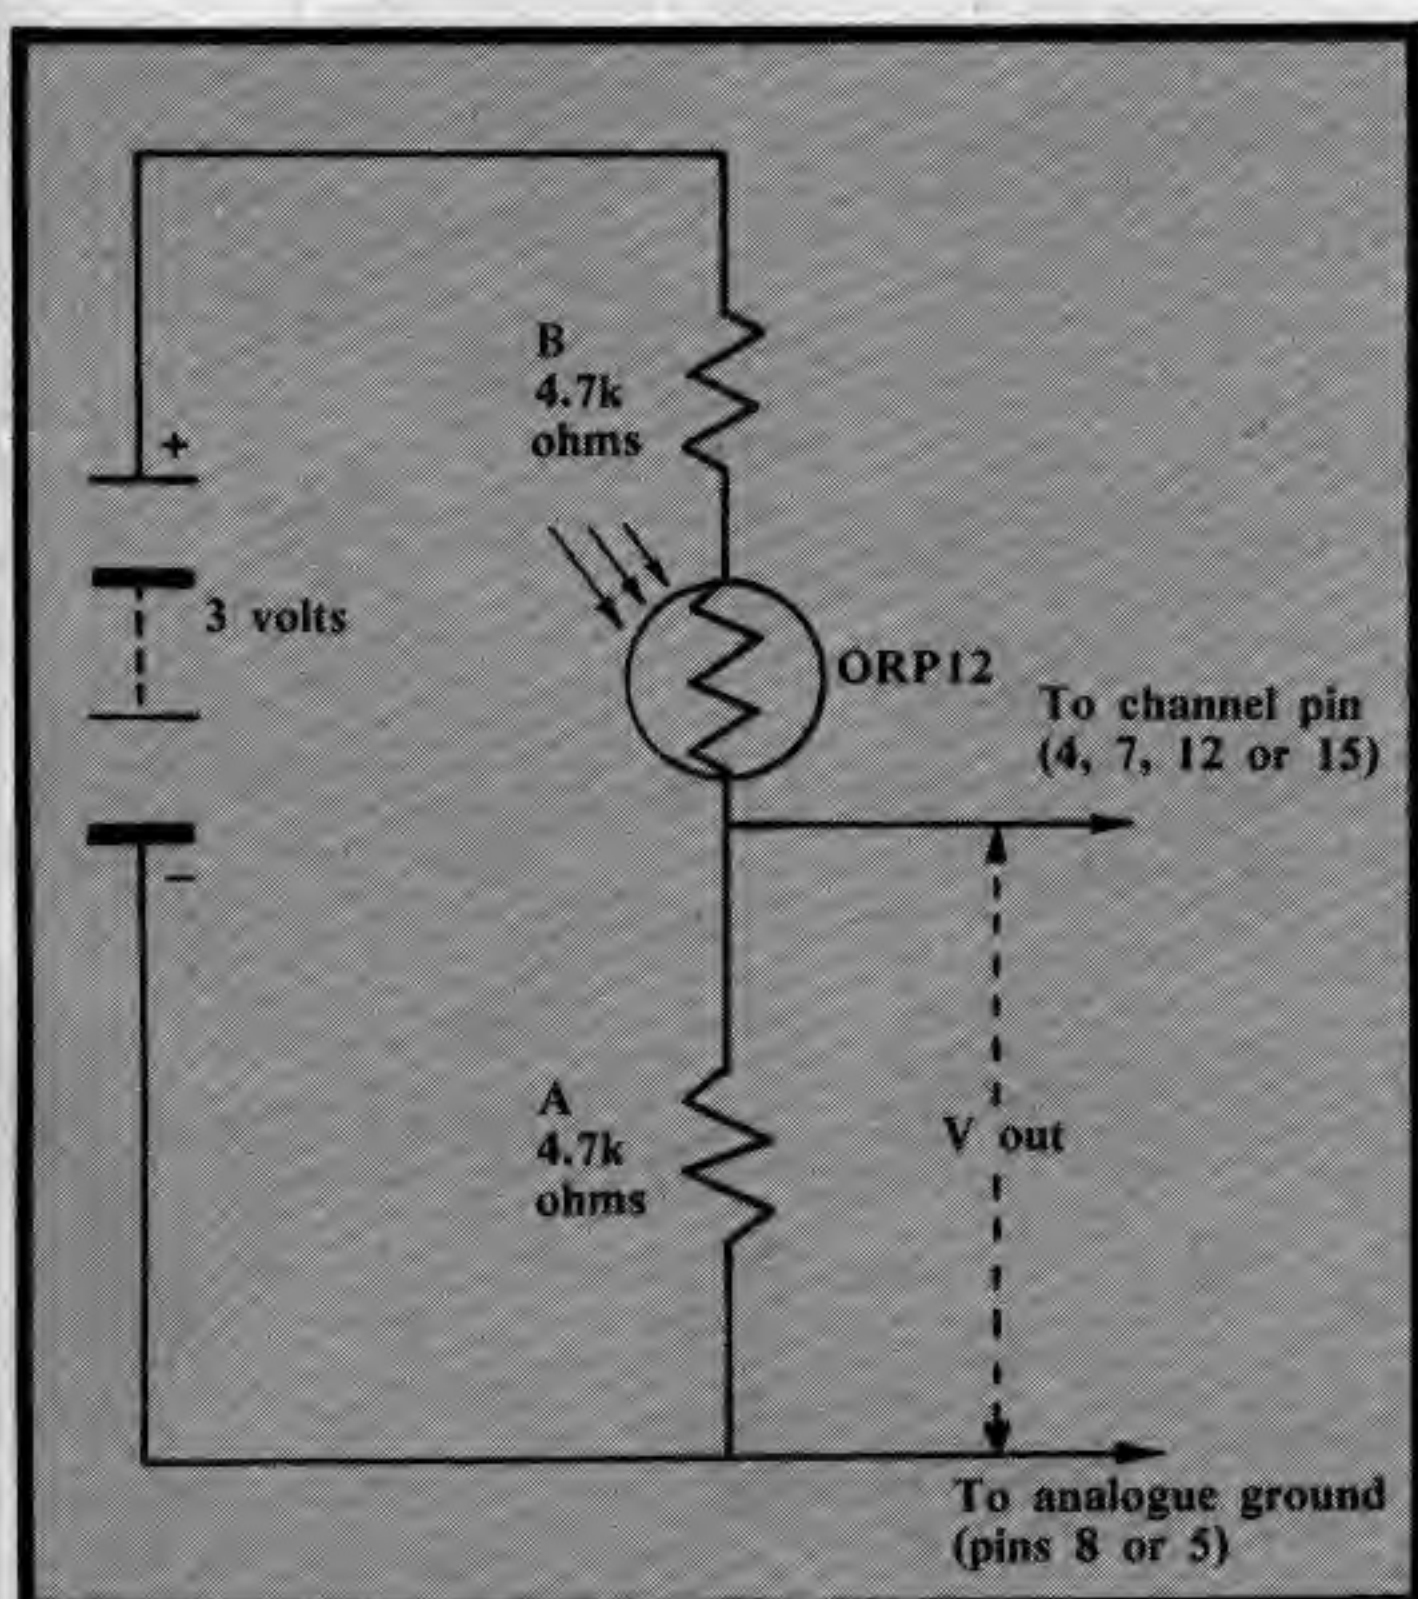 B
4.7k
ohms
+
3 volts
ORP12
To channel pin
(4, 7, 12 or 15)
−
A
4.7k
ohms
V out
To analogue ground
(pins 8 or 5)